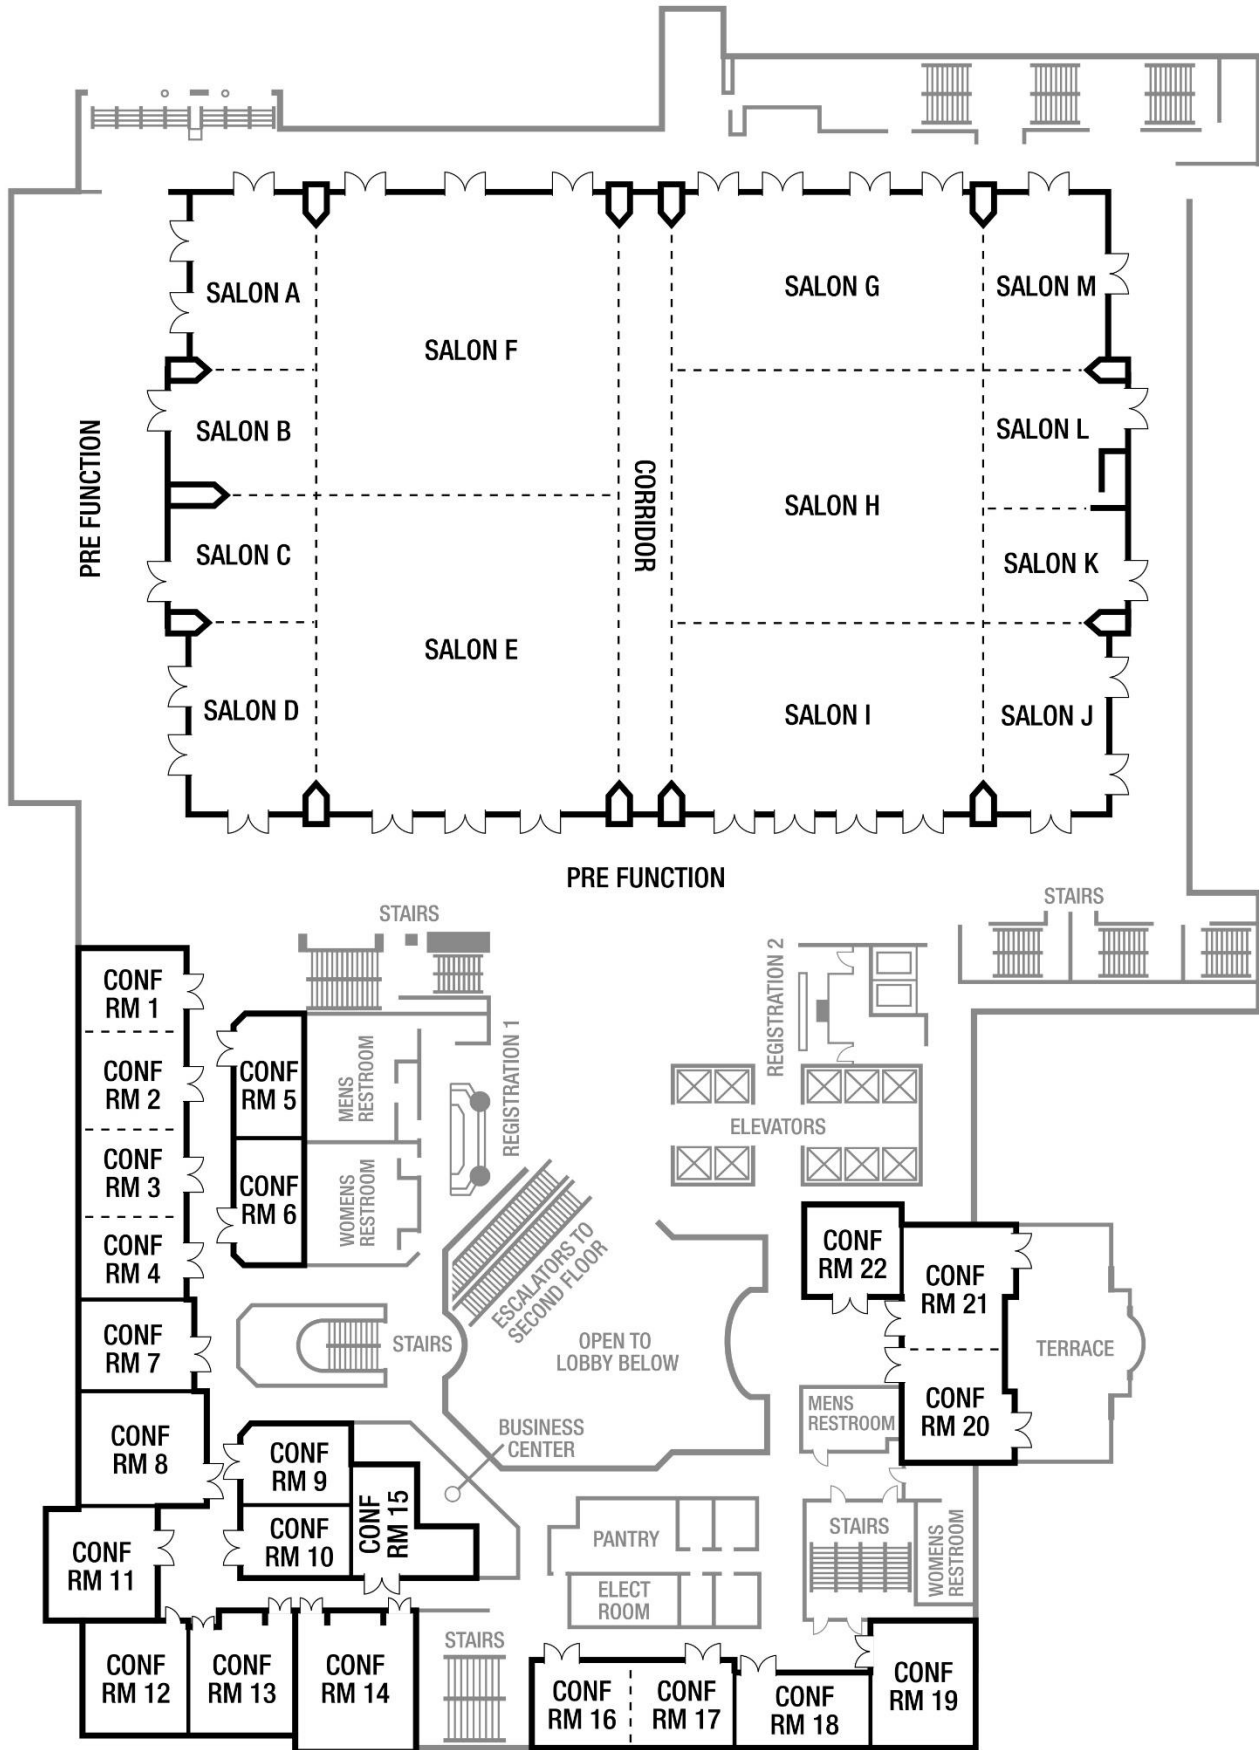 SALON A
SALON F
SALON G
SALON M
SALON B
SALON L
PRE FUNCTION
CORRIDOR
SALON H
SALON C
SALON K
SALON E
SALON D
SALON I
SALON J
PRE FUNCTION
STAIRS
STAIRS
CONF
RM 1
CONF
RM 2
CONF
RM 3
CONF
RM 4
CONF
RM 5
CONF
RM 6
MENS
RESTROOM
WOMENS
RESTROOM
REGISTRATION 1
REGISTRATION 2
ELEVATORS
ESCALATORS TO
SECOND FLOOR
OPEN TO
LOBBY BELOW
STAIRS
CONF
RM 22
CONF
RM 21
CONF
RM 20
TERRACE
MENS
RESTROOM
CONF
RM 7
CONF
RM 8
CONF
RM 9
CONF
RM 10
CONF
RM 15
BUSINESS
CENTER
CONF
RM 11
PANTRY
ELECT
ROOM
STAIRS
WOMENS
RESTROOM
CONF
RM 12
CONF
RM 13
CONF
RM 14
STAIRS
CONF
RM 16
CONF
RM 17
CONF
RM 18
CONF
RM 19